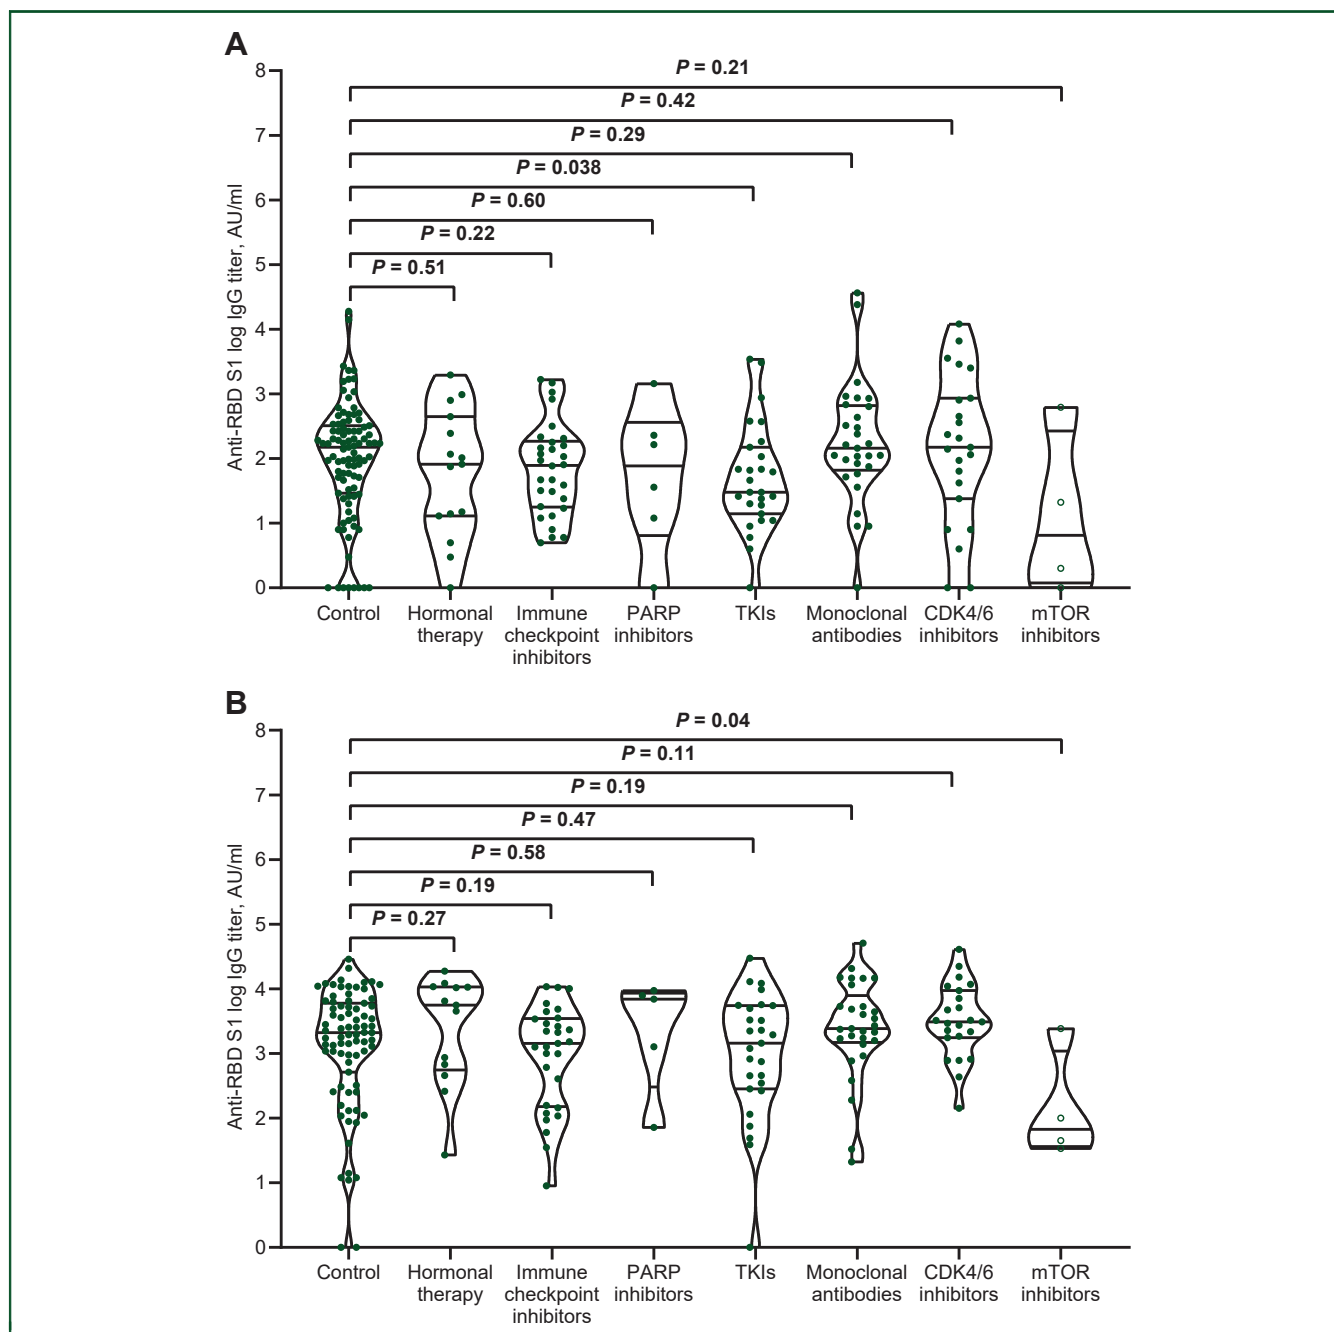 A
P = 0.21
8
P = 0.42
7
P = 0.29
P = 0.038
6
P = 0.60
P = 0.22
5
P = 0.51
4
3
2
1
0
Anti-RBD S1 log IgG titer, AU/ml
Control
Hormonal
therapy
Immune
checkpoint
inhibitors
PARP
inhibitors
TKIs
Monoclonal
antibodies
CDK4/6
inhibitors
mTOR
inhibitors
B
P = 0.04
8
P = 0.11
7
P = 0.19
P = 0.47
6
P = 0.58
P = 0.19
5
P = 0.27
4
3
2
1
0
Anti-RBD S1 log IgG titer, AU/ml
Control
Hormonal
therapy
Immune
checkpoint
inhibitors
PARP
inhibitors
TKIs
Monoclonal
antibodies
CDK4/6
inhibitors
mTOR
inhibitors